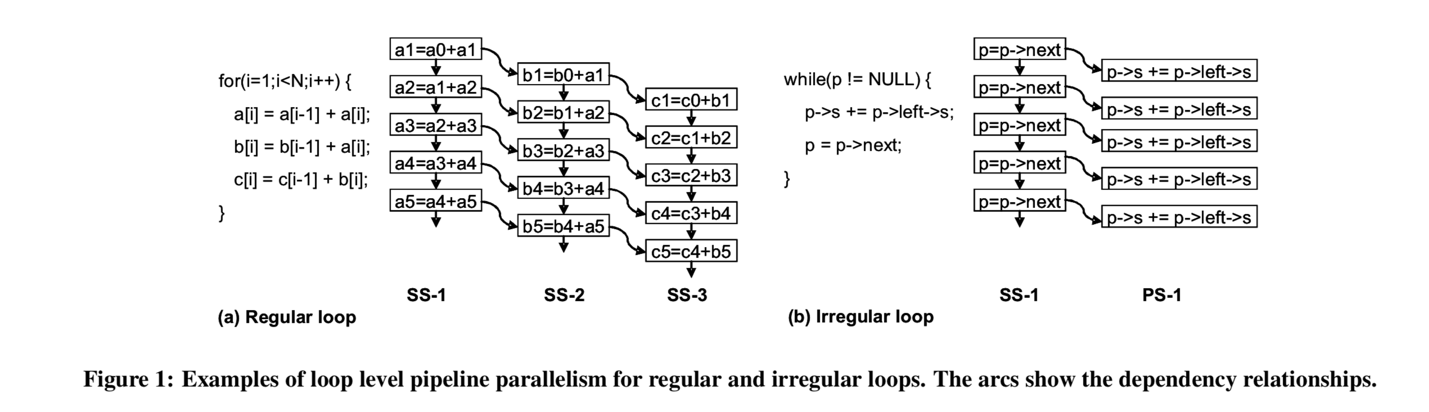 for(i=1;i<N;i++) {
a[i] = a[i-1] + a[i];
b[i] = b[i-1] + a[i];
c[i] = c[i-1] + b[i];
}
a1=a0+a1
a2=a1+a2
a3=a2+a3
a4=a3+a4
a5=a4+a5
SS-1
b1=b0+a1
b2=b1+a2
b3=b2+a3
b4=b3+a4
b5=b4+a5
SS-2
c1=c0+b1
c2=c1+b2
c3=c2+b3
c4=c3+b4
c5=c4+b5
SS-3
(a) Regular loop
while(p != NULL) {
p->s += p->left->s;
p = p->next;
}
p=p->next
p=p->next
p=p->next
p=p->next
p=p->next
SS-1
p->s += p->left->s
p->s += p->left->s
p->s += p->left->s
p->s += p->left->s
p->s += p->left->s
PS-1
(b) Irregular loop
Figure 1: Examples of loop level pipeline parallelism for regular and irregular loops. The arcs show the dependency relationships.